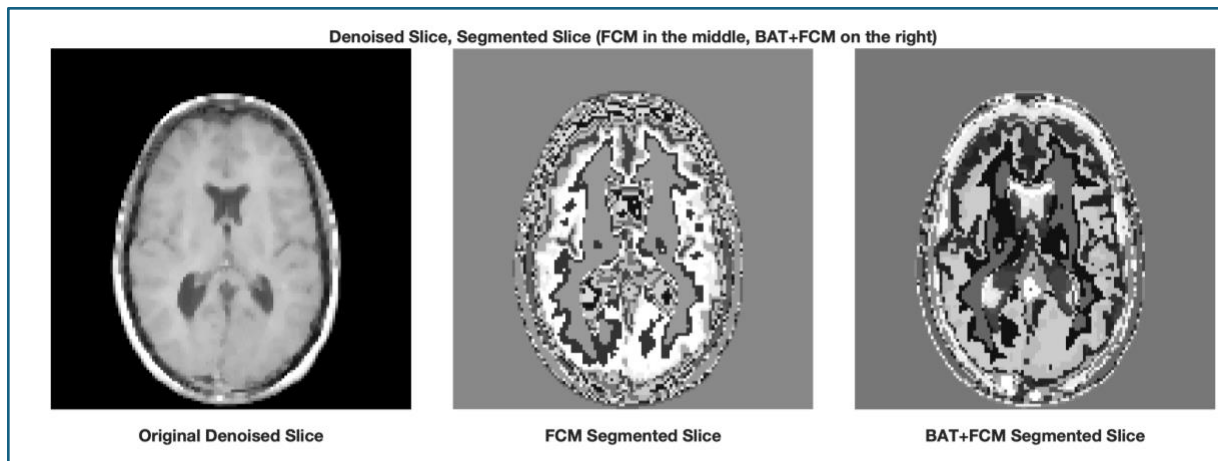 Denoised Slice, Segmented Slice (FCM in the middle, BAT+FCM on the right)
Original Denoised Slice
FCM Segmented Slice
BAT+FCM Segmented Slice